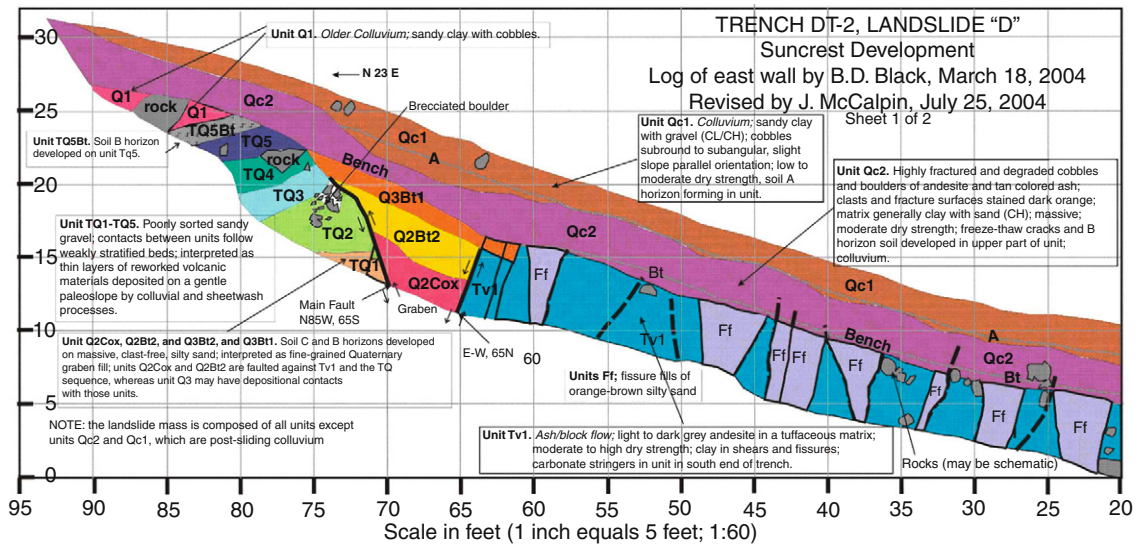 TRENCH DT-2, LANDSLIDE “D”
Suncrest Development
Log of east wall by B.D. Black, March 18, 2004
Revised by J. McCalpin, July 25, 2004
Sheet 1 of 2
30
25
20
15
10
5
0
Unit Q1. Older Colluvium; sandy clay with cobbles.
N 23 E
Brecciated boulder
Unit Qc1. Colluvium; sandy clay
with gravel (CL/CH); cobbles
subround to subangular, slight
slope parallel orientation; low to
moderate dry strength, soil A
horizon forming in unit.
Unit Qc2. Highly fractured and degraded cobbles
and boulders of andesite and tan colored ash;
clasts and fracture surfaces stained dark orange;
matrix generally clay with sand (CH); massive;
moderate dry strength; freeze-thaw cracks and B
horizon soil developed in upper part of unit;
colluvium.
Unit TQ5Bt. Soil B horizon
developed on unit Tq5.
Unit TQ1-TQ5. Poorly sorted sandy
gravel; contacts between units follow
weakly stratified beds; interpreted as
thin layers of reworked volcanic
materials deposited on a gentle
paleoslope by colluvial and sheetwash
processes.
Q1
rock
Q1
Qc2
TQ5Bt
TQ5
rock
TQ4
TQ3
TQ2
TQ1
Bench
Q3Bt1
Q2Bt2
Q2Cox
Qc1
A
Qc2
Tv1
Ff
Bt
Tv1
Ff
Ff
Ff
Bench
Ff
Qc1
A
Qc2
Bt
Ff
Ff
Ff
Main Fault
N85W, 65S
Graben
E-W, 65N
60
Unit Q2Cox, Q2Bt2, and Q3Bt2, and Q3Bt1. Soil C and B horizons developed
on massive, clast-free, silty sand; interpreted as fine-grained Quaternary
graben fill; units Q2Cox and Q2Bt2 are faulted against Tv1 and the TQ
sequence, whereas unit Q3 may have depositional contacts
with those units.
Units Ff; fissure fills of
orange-brown silty sand
NOTE: the landslide mass is composed of all units except
units Qc2 and Qc1, which are post-sliding colluvium
Unit Tv1. Ash/block flow; light to dark grey andesite in a tuffaceous matrix;
moderate to high dry strength; clay in shears and fissures;
carbonate stringers in unit in south end of trench.
Rocks (may be schematic)
95 90 85 80 75 70 65 60 55 50 45 40 35 30 25 20
Scale in feet (1 inch equals 5 feet; 1:60)